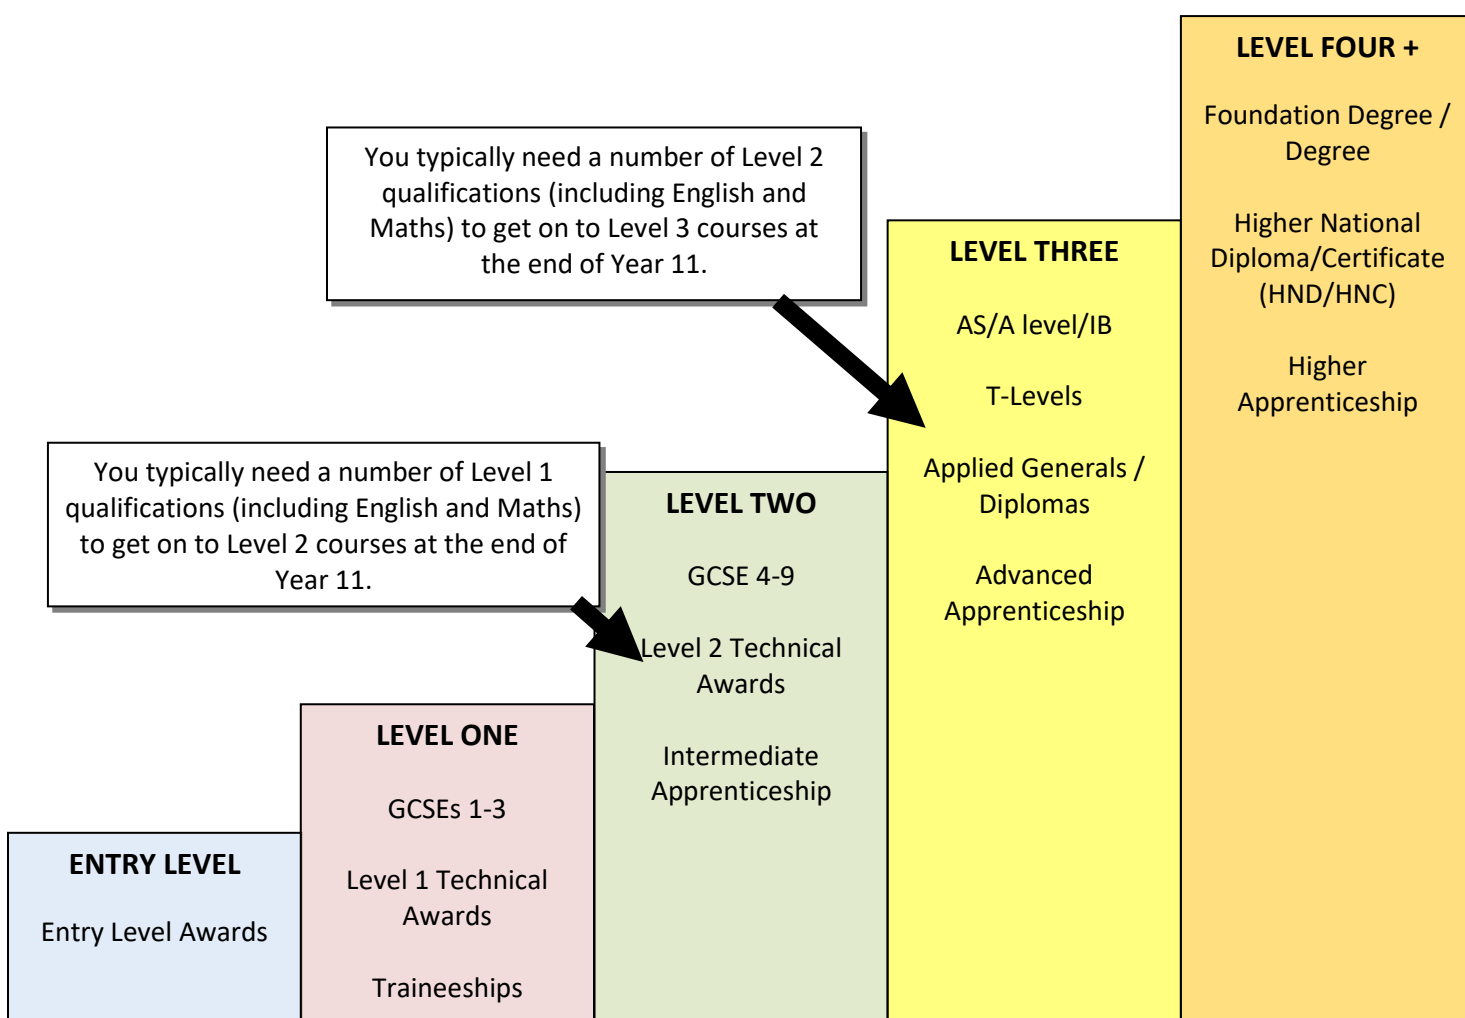 LEVEL FOUR +
Foundation Degree /
Degree
Higher National
Diploma/Certificate
(HND/HNC)
Higher
Apprenticeship
You typically need a number of Level 2
qualifications (including English and
Maths) to get on to Level 3 courses at
the end of Year 11.
LEVEL THREE
AS/A level/IB
T-Levels
Applied Generals /
Diplomas
Advanced
Apprenticeship
You typically need a number of Level 1
qualifications (including English and Maths)
to get on to Level 2 courses at the end of
Year 11.
LEVEL TWO
GCSE 4-9
Level 2 Technical
Awards
Intermediate
Apprenticeship
LEVEL ONE
GCSEs 1-3
Level 1 Technical
Awards
Traineeships
ENTRY LEVEL
Entry Level Awards